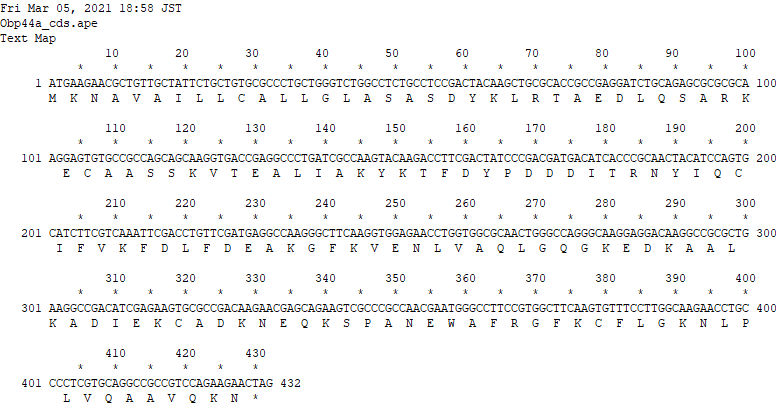 Fri Mar 05, 2021 18:58 JST
Obp44a_cds.ape
Text Map
10 20 30 40 50 60 70 80 90 100
* * * * * * * * * * * * * * * * * * * *
1 ATGAAGAACGCTGTTGCTATTCTGCTGTGCGCCCTGCTGGGTCTGGCCTCTGCCTCCGACTACAAGCTGCGCACCGCCGAGGATCTGCAGAGCGCGCGCA 100
M K N A V A I L L C A L L G L A S A S D Y K L R T A E D L Q S A R K
110 120 130 140 150 160 170 180 190 200
* * * * * * * * * * * * * * * * * * * *
101 AGGAGTGTGCCGCCAGCAGCAAGGTGACCGAGGCCCTGATCGCCAAGTACAAGACCTTCGACTATCCCGACGATGACATCACCCGCAACTACATCCAGTG 200
E C A A S S K V T E A L I A K Y K T F D Y P D D D I T R N Y I Q C
210 220 230 240 250 260 270 280 290 300
* * * * * * * * * * * * * * * * * * * *
201 CATCTTCGTCAAATTCGACCTGTTCGATGAGGCCAAGGGCTTCAAGGTGGAGAACCTGGTGGCGCAACTGGGCCAGGGCAAGGAGGACAAGGCCGCGCTG 300
I F V K F D L F D E A K G F K V E N L V A Q L G Q G K E D K A A L
310 320 330 340 350 360 370 380 390 400
* * * * * * * * * * * * * * * * * * * *
301 AAGGCCGACATCGAGAAGTGCGCCGACAAGAACGAGCAGAAGTCGCCCGCCAACGAATGGGCCTTCCGTGGCTTCAAGTGTTTCCTTGGCAAGAACCTGC 400
K A D I E K C A D K N E Q K S P A N E W A F R G F K C F L G K N L P
410 420 430
* * * * * *
401 CCCTCGTGCAGGCCGCCGTCCAGAAGAACTAG 432
L V Q A A V Q K N *